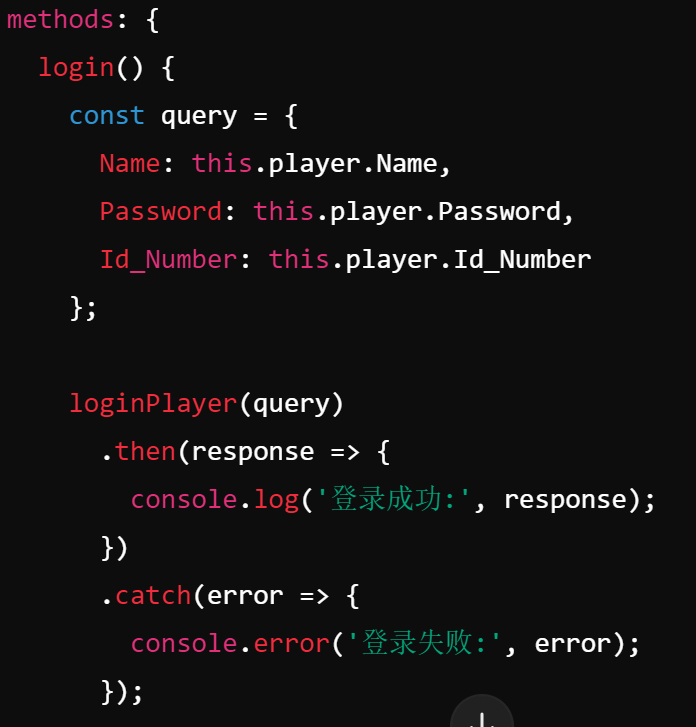 methods: {
login() {
const query = {
Name: this.player.Name,
Password: this.player.Password,
Id_Number: this.player.Id_Number
};
loginPlayer(query)
.then(response => {
console.log('登录成功:', response);
})
.catch(error => {
console.error('登录失败:', error);
});